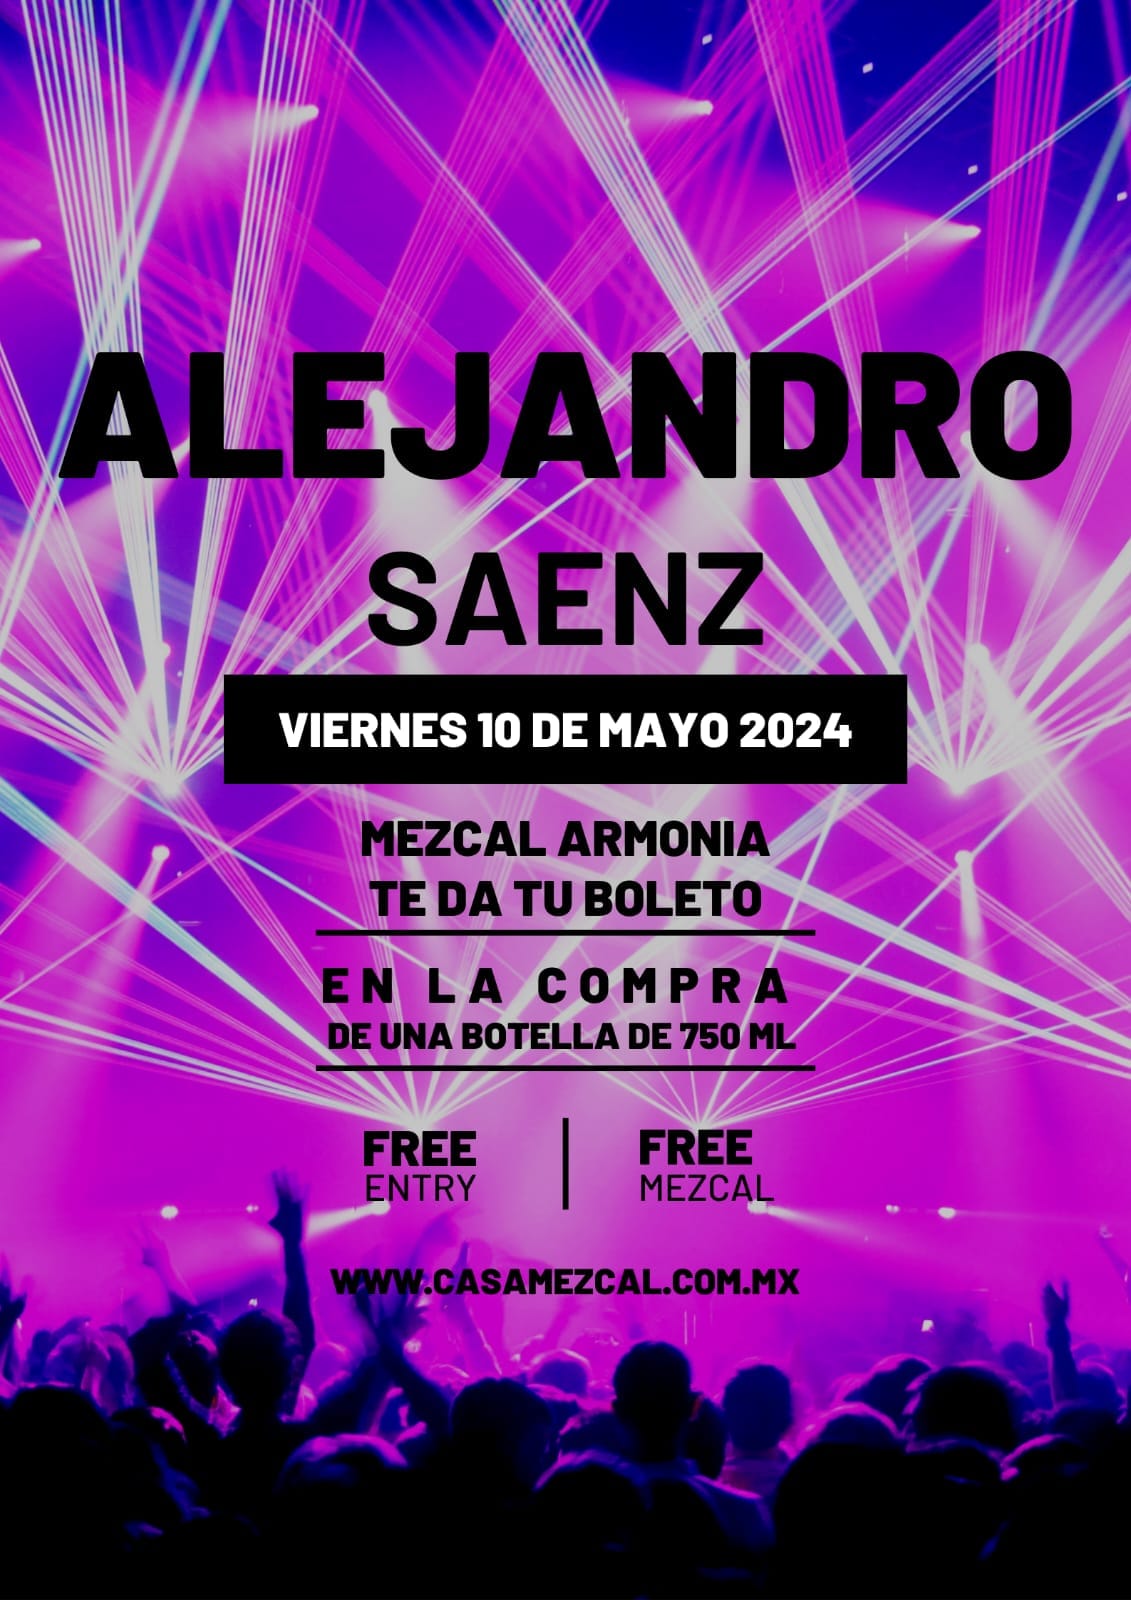 ALEJANDRO
SAENZ
VIERNES 10 DE MAYO 2024
MEZCAL ARMONIA
TE DA TU BOLETO
EN LA COMPRA
DE UNA BOTELLA DE 750 ML
FREE
ENTRY
FREE
MEZCAL
WWW.CASAMEZCAL.COM.MX